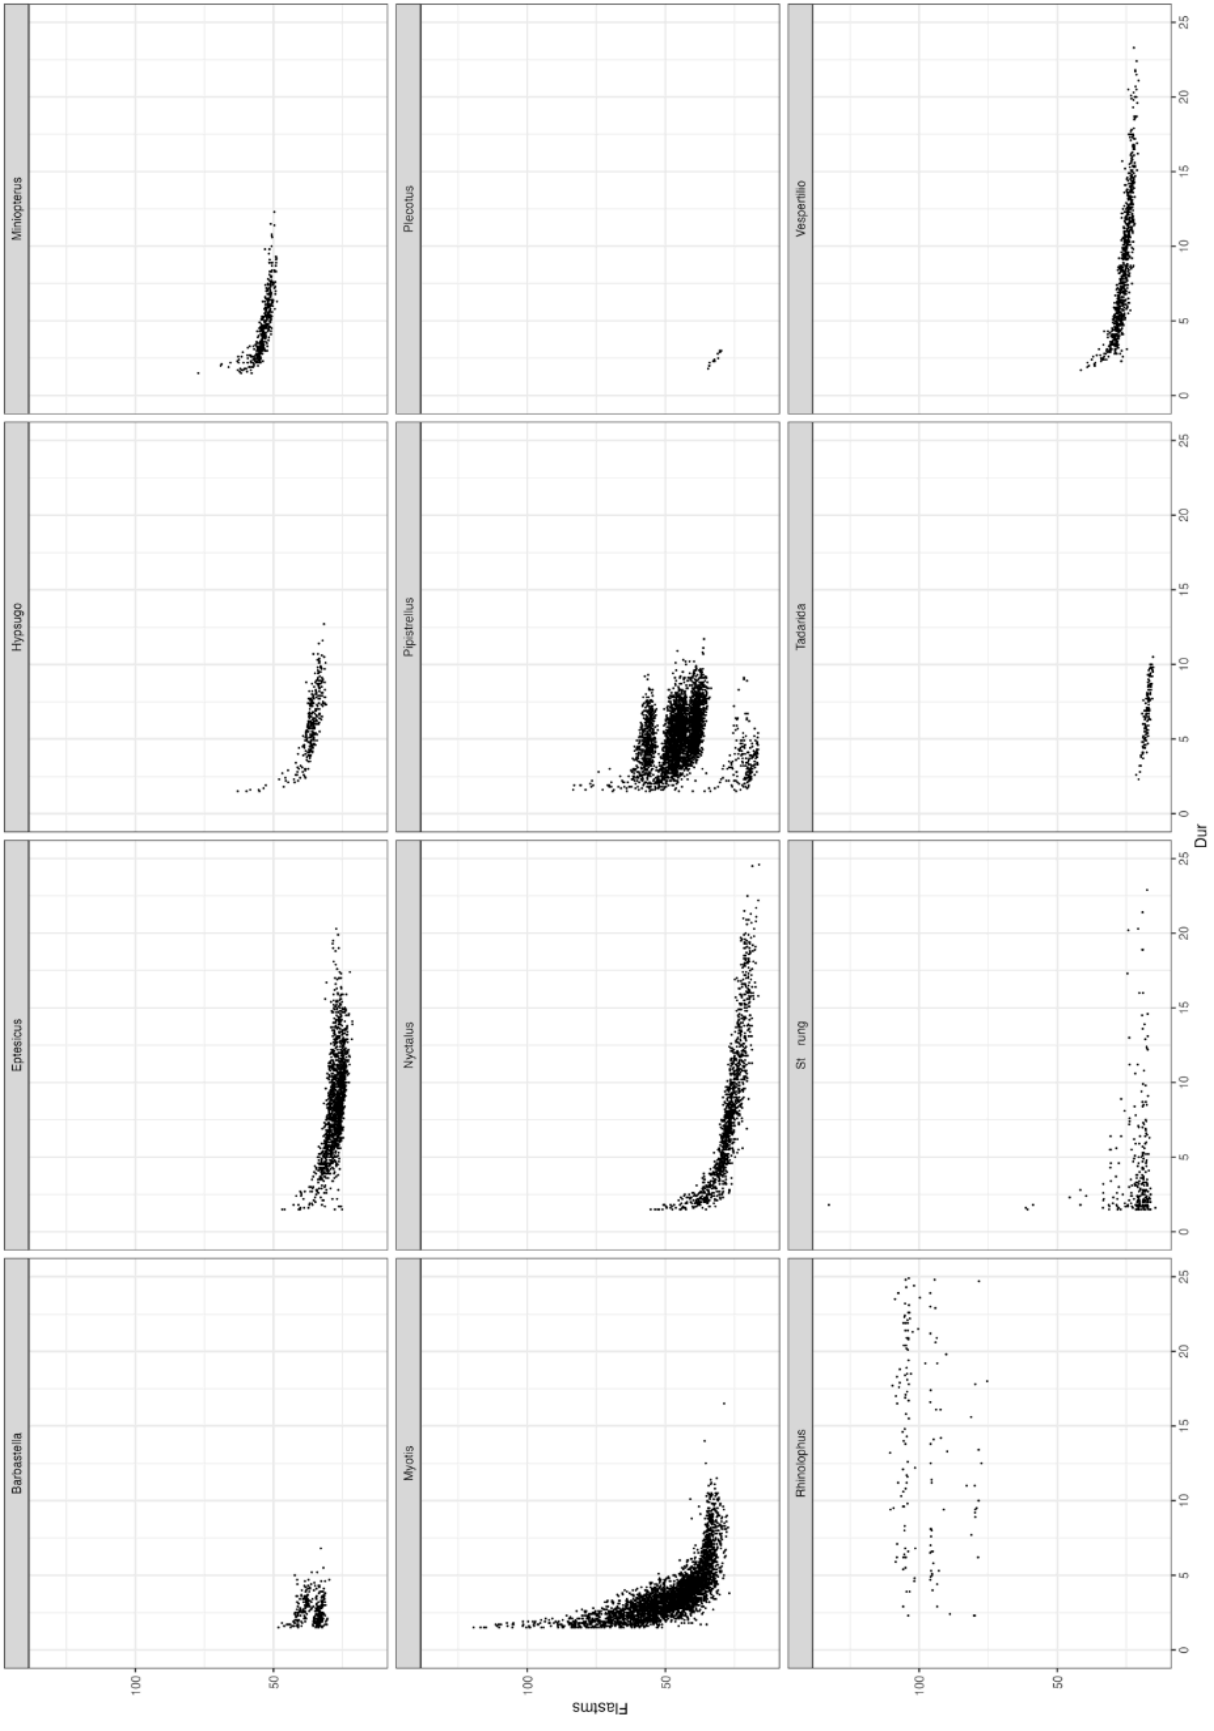 Barbastella Eptesicus Hypsugo Miniopterus
100
50
Myotis Nyctalus Pipistrellus Plecotus
Flastms
100
50
Rhinolophus St rung Tadarida Vespertilio
100
50
0 5 10 15 20 25 0 5 10 15 20 25 0 5 10 15 20 25 0 5 10 15 20 25
Dur